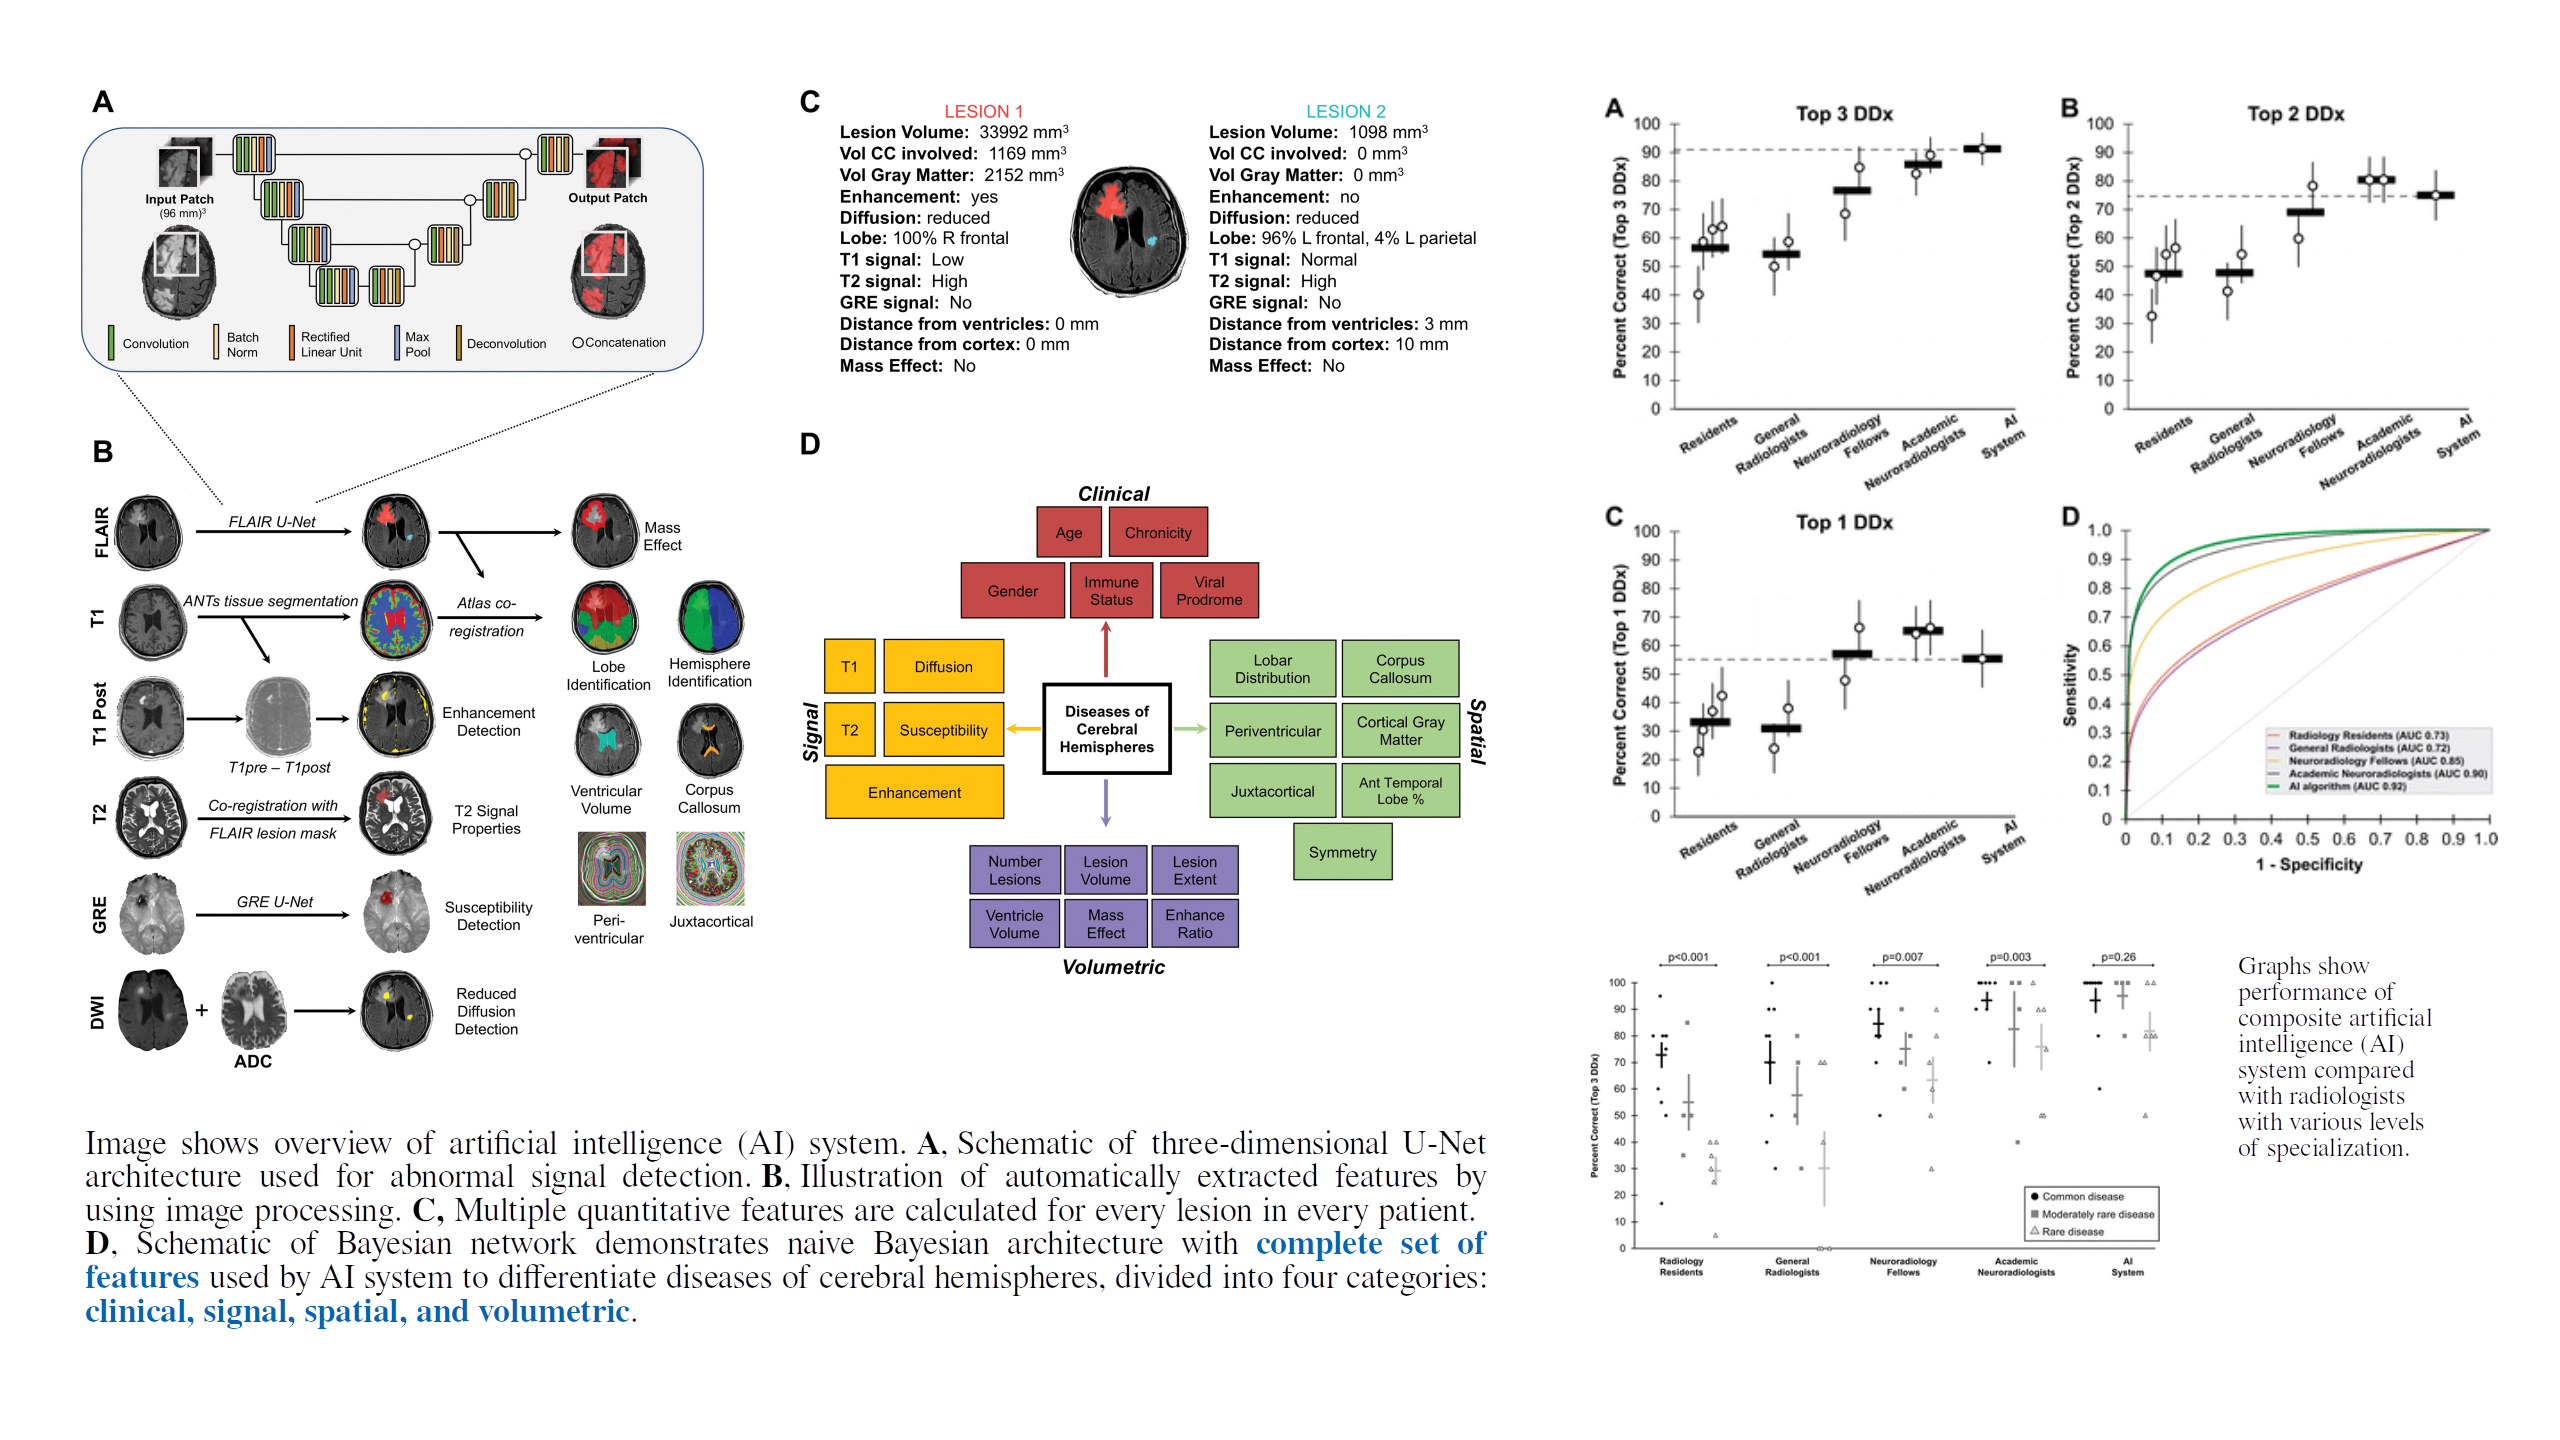 A
Input Patch
(96 mm)³
Output Patch
Convolution
Batch
Norm
Rectified
Linear Unit
Max
Pool
Deconvolution
Concatenation
B
FLAIR
FLAIR U-Net
Mass
Effect
T1
ANTs tissue segmentation
Atlas co-
registration
Lobe
Identification
Hemisphere
Identification
T1 Post
T1pre – T1post
Enhancement
Detection
Ventricular
Volume
Corpus
Callosum
T2
Co-registration with
FLAIR lesion mask
T2 Signal
Properties
Peri-
ventricular
Juxtacortical
GRE
GRE U-Net
Susceptibility
Detection
DWI
+
ADC
Reduced
Diffusion
Detection
C
LESION 1
Lesion Volume: 33992 mm³
Vol CC involved: 1169 mm³
Vol Gray Matter: 2152 mm³
Enhancement: yes
Diffusion: reduced
Lobe: 100% R frontal
T1 signal: Low
T2 signal: High
GRE signal: No
Distance from ventricles: 0 mm
Distance from cortex: 0 mm
Mass Effect: No
LESION 2
Lesion Volume: 1098 mm³
Vol CC involved: 0 mm³
Vol Gray Matter: 0 mm³
Enhancement: no
Diffusion: reduced
Lobe: 96% L frontal, 4% L parietal
T1 signal: Normal
T2 signal: High
GRE signal: No
Distance from ventricles: 3 mm
Distance from cortex: 10 mm
Mass Effect: No
D
Clinical
Age
Chronicity
Gender
Immune
Status
Viral
Prodrome
Signal
T1
Diffusion
T2
Susceptibility
Enhancement
Diseases of
Cerebral
Hemispheres
Spatial
Lobar
Distribution
Corpus
Callosum
Periventricular
Cortical Gray
Matter
Juxtacortical
Ant Temporal
Lobe %
Symmetry
Number
Lesions
Lesion
Volume
Lesion
Extent
Ventricle
Volume
Mass
Effect
Enhance
Ratio
Volumetric
Image shows overview of artificial intelligence (AI) system. A, Schematic of three-dimensional U-Net
architecture used for abnormal signal detection. B, Illustration of automatically extracted features by
using image processing. C, Multiple quantitative features are calculated for every lesion in every patient.
D, Schematic of Bayesian network demonstrates naive Bayesian architecture with complete set of
features used by AI system to differentiate diseases of cerebral hemispheres, divided into four categories:
clinical, signal, spatial, and volumetric.
A
Top 3 DDx
Percent Correct (Top 3 DDx)
100
90
80
70
60
50
40
30
20
10
0
Residents
General
Radiologists
Neuroradiology
Fellows
Academic
Neuroradiologists
AI
System
B
Top 2 DDx
Percent Correct (Top 2 DDx)
100
90
80
70
60
50
40
30
20
10
0
Residents
General
Radiologists
Neuroradiology
Fellows
Academic
Neuroradiologists
AI
System
C
Top 1 DDx
Percent Correct (Top 1 DDx)
100
90
80
70
60
50
40
30
20
10
0
Residents
General
Radiologists
Neuroradiology
Fellows
Academic
Neuroradiologists
AI
System
D
Sensitivity
1.0
0.9
0.8
0.7
0.6
0.5
0.4
0.3
0.2
0.1
0
Radiology Residents (AUC 0.73)
General Radiologists (AUC 0.72)
Neuroradiology Fellows (AUC 0.85)
Academic Neuroradiologists (AUC 0.90)
AI algorithm (AUC 0.92)
0 0.1 0.2 0.3 0.4 0.5 0.6 0.7 0.8 0.9 1.0
1 - Specificity
p<0.001
p<0.001
p=0.007
p=0.003
p=0.26
Percent Correct (Top 3 DDx)
100
90
80
70
60
50
40
30
20
10
0
Common disease
Moderately rare disease
Rare disease
Radiology
Residents
General
Radiologists
Neuroradiology
Fellows
Academic
Neuroradiologists
AI
System
Graphs show
performance of
composite artificial
intelligence (AI)
system compared
with radiologists
with various levels
of specialization.